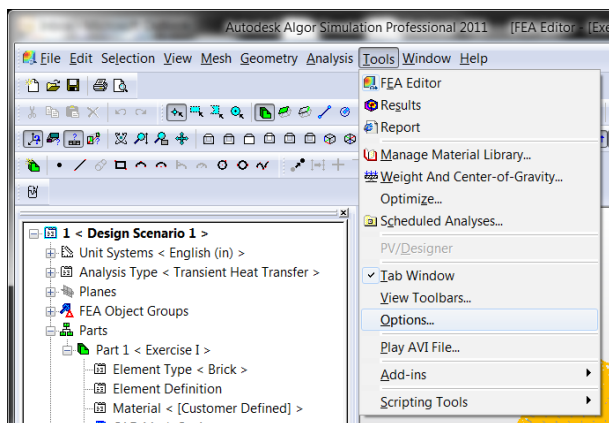 Autodesk Algor Simulation Professional 2011 [FEA Editor - [Exe
File Edit Selection View Mesh Geometry Analysis Tools Window Help
FEA Editor
Results
Report
Manage Material Library...
Weight And Center-of-Gravity...
Optimize...
Scheduled Analyses...
PV/Designer
Tab Window
View Toolbars...
Options...
Play AVI File...
Add-ins
Scripting Tools
1 < Design Scenario 1 >
Unit Systems < English (in) >
Analysis Type < Transient Heat Transfer >
Planes
FEA Object Groups
Parts
Part 1 < Exercise I >
Element Type < Brick >
Element Definition
Material < [Customer Defined] >